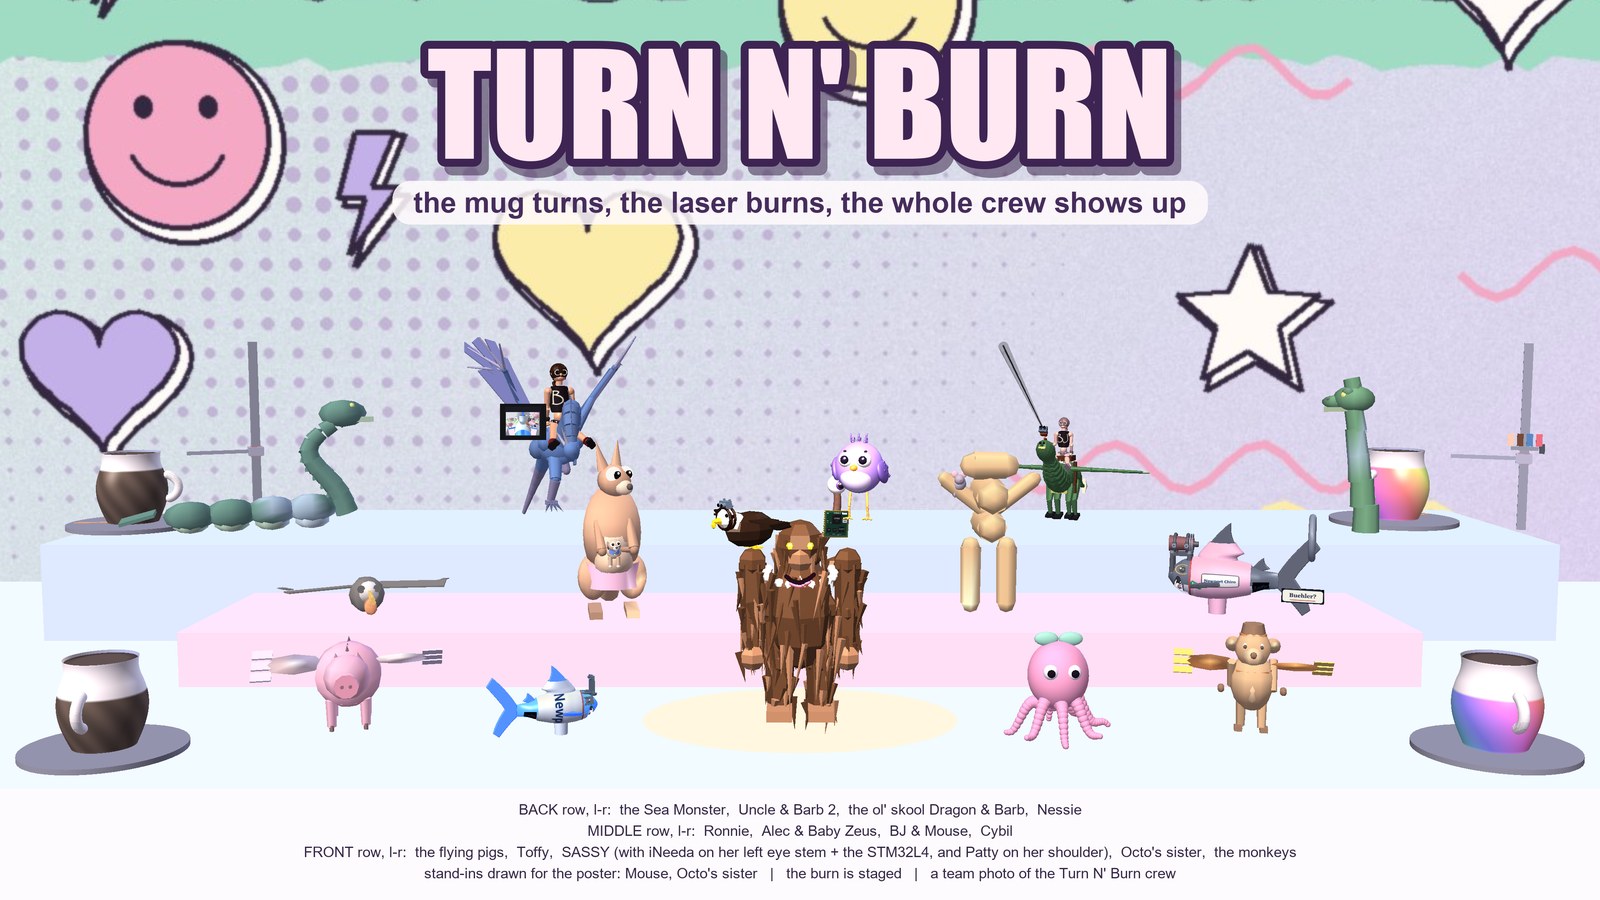 TURN N' BURN
the mug turns, the laser burns, the whole crew shows up
B
Newp
Newport Chive
Buehler?
BACK row, l-r: the Sea Monster, Uncle & Barb 2, the ol' skool Dragon & Barb, Nessie
MIDDLE row, l-r: Ronnie, Alec & Baby Zeus, BJ & Mouse, Cybil
FRONT row, l-r: the flying pigs, Toffy, SASSY (with iNeeda on her left eye stem + the STM32L4, and Patty on her shoulder), Octo's sister, the monkeys
stand-ins drawn for the poster: Mouse, Octo's sister | the burn is staged | a team photo of the Turn N' Burn crew